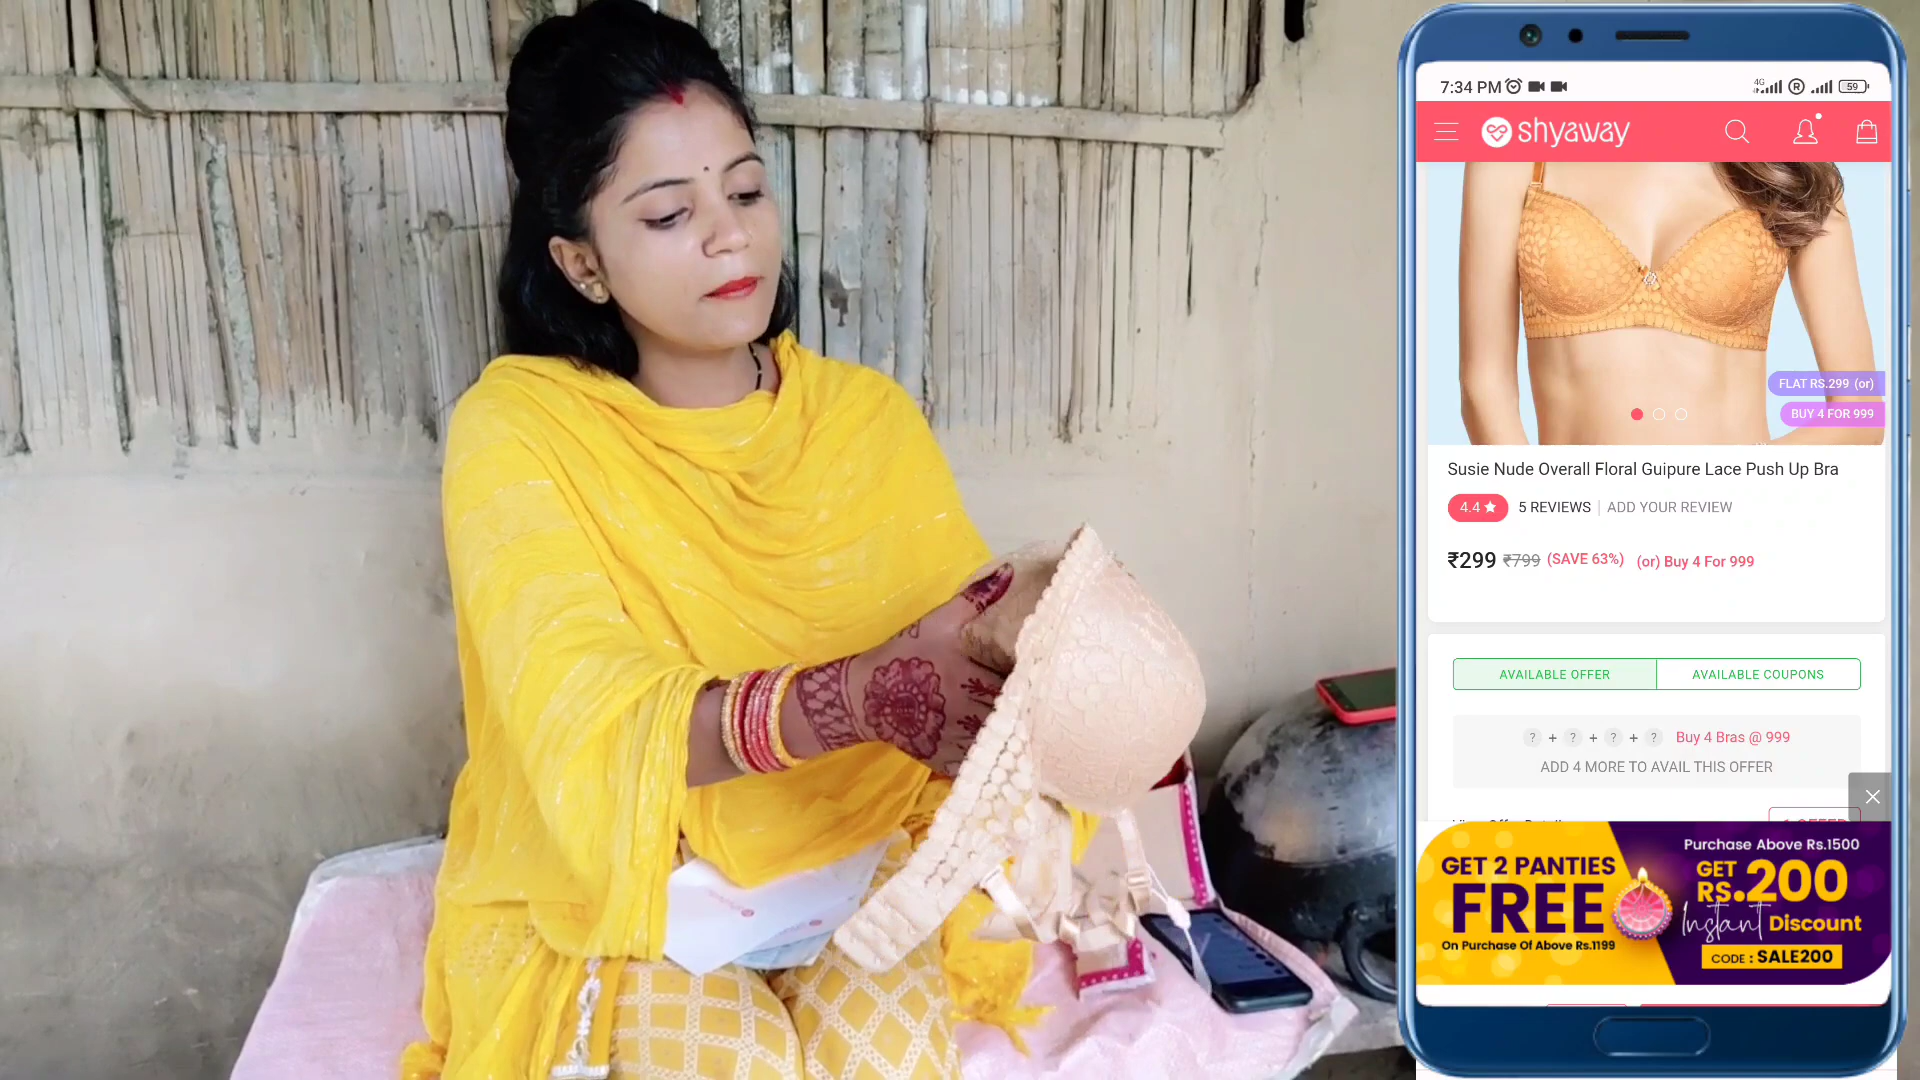 7:34 PM
4G
R
59
shyaway
FLAT RS.299 (or)
BUY 4 FOR 999
Susie Nude Overall Floral Guipure Lace Push Up Bra
4.4 ★ 5 REVIEWS | ADD YOUR REVIEW
₹299 ₹799 (SAVE 63%) (or) Buy 4 For 999
AVAILABLE OFFER AVAILABLE COUPONS
? + ? + ? + ? Buy 4 Bras @ 999
ADD 4 MORE TO AVAIL THIS OFFER
GET 2 PANTIES
FREE
On Purchase Of Above Rs.1199
Purchase Above Rs.1500
GET
RS.200
Instant Discount
CODE : SALE200